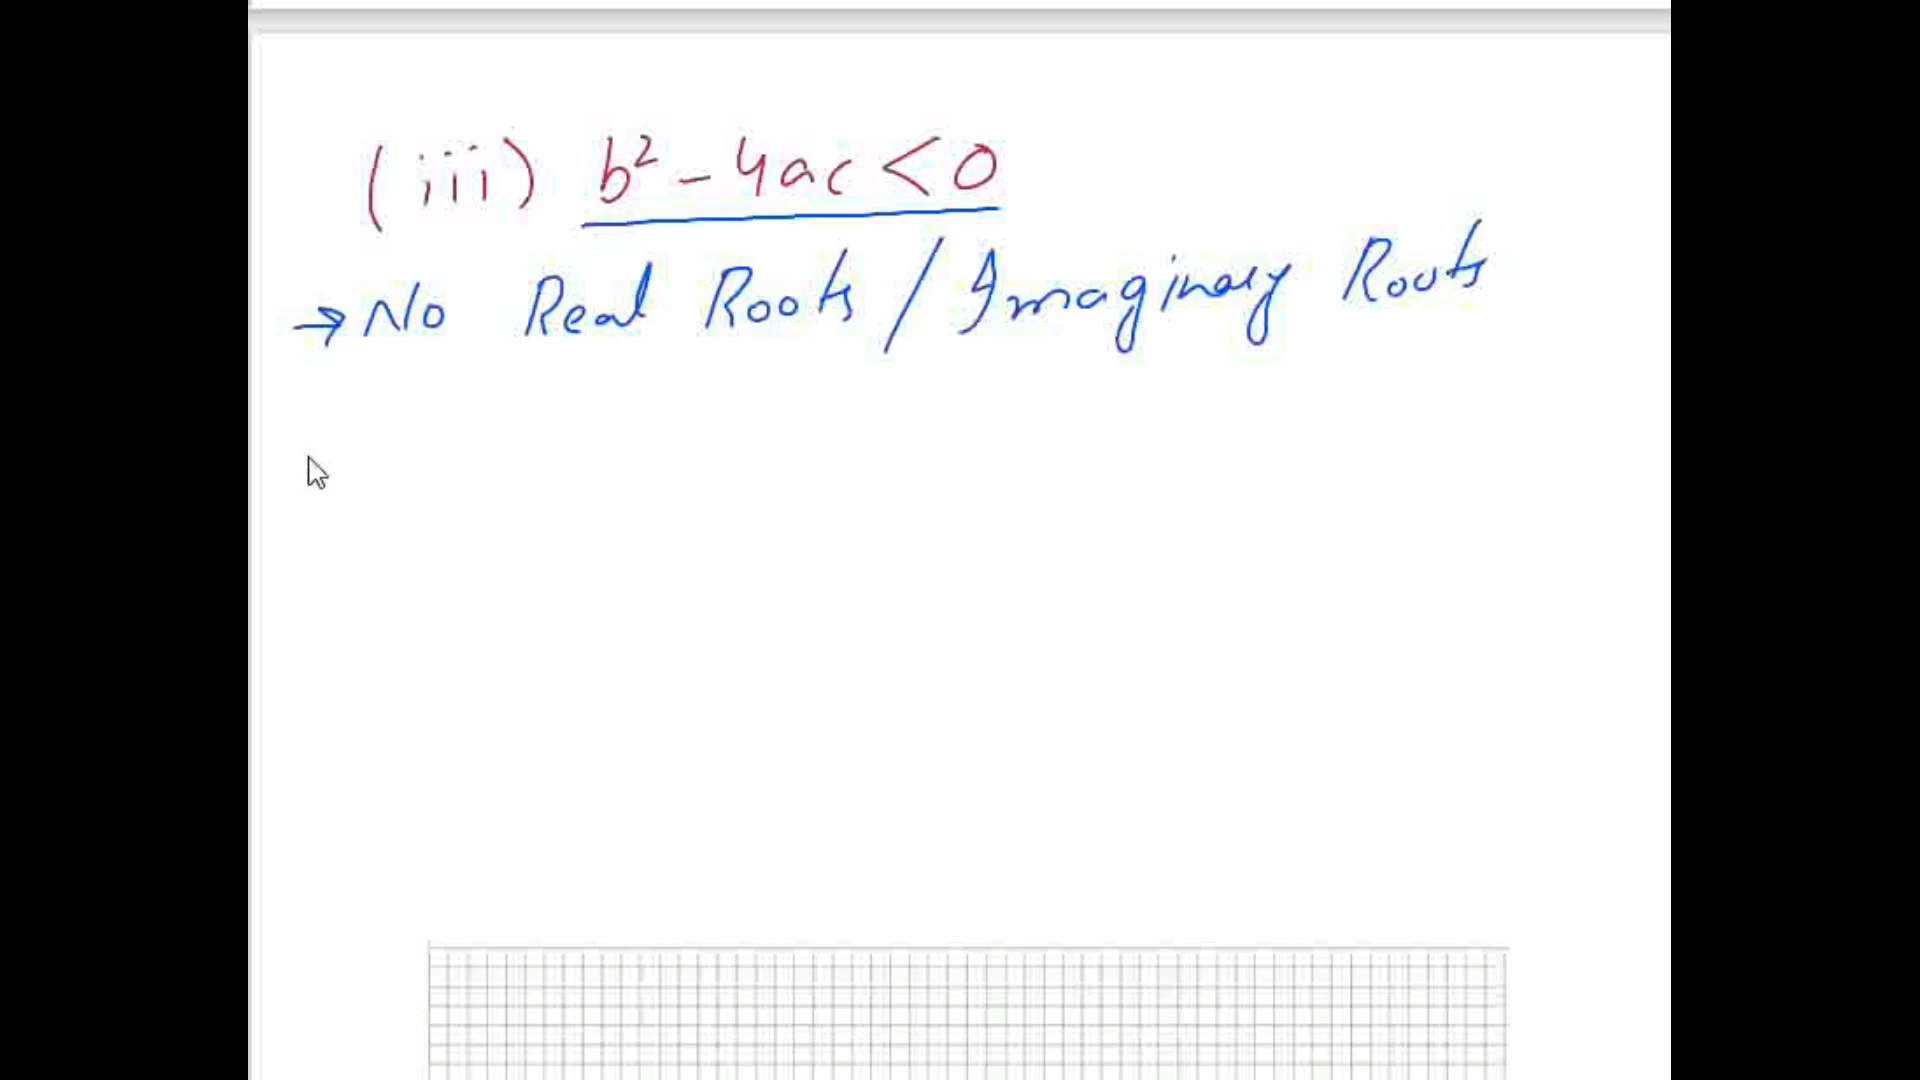 (iii) b² - 4ac < 0
→ No Real Roots / Imaginary Roots